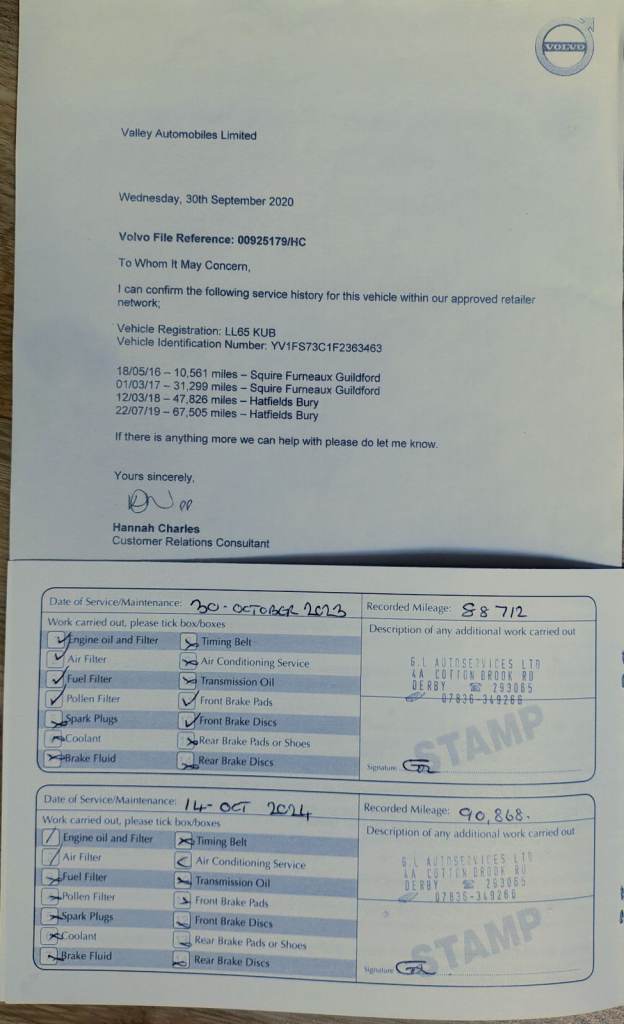 VOLVO
Valley Automobiles Limited
Wednesday, 30th September 2020
Volvo File Reference: 00925179/HC
To Whom It May Concern,
I can confirm the following service history for this vehicle within our approved retailer
network;
Vehicle Registration: LL65 KUB
Vehicle Identification Number: YV1FS73C1F2363463
18/05/16 – 10,561 miles – Squire Furneaux Guildford
01/03/17 – 31,299 miles – Squire Furneaux Guildford
12/03/18 – 47,826 miles – Hatfields Bury
22/07/19 – 67,505 miles – Hatfields Bury
If there is anything more we can help with please do let me know.
Yours sincerely,
pp
Hannah Charles
Customer Relations Consultant
Date of Service/Maintenance: 30 - OCTOBER 2023 Recorded Mileage: 88712
Work carried out, please tick box/boxes Description of any additional work carried out
Engine oil and Filter Timing Belt
Air Filter Air Conditioning Service
Fuel Filter Transmission Oil
Pollen Filter Front Brake Pads
Spark Plugs Front Brake Discs
Coolant Rear Brake Pads or Shoes
Brake Fluid Rear Brake Discs
G.L AUTOSERVICES LTD
4A COTTON BROOK RD
DERBY ☎ 293065
07836-349266
STAMP
Signature
Date of Service/Maintenance: 14 - OCT 2024 Recorded Mileage: 90,868.
Work carried out, please tick box/boxes Description of any additional work carried out
Engine oil and Filter Timing Belt
Air Filter Air Conditioning Service
Fuel Filter Transmission Oil
Pollen Filter Front Brake Pads
Spark Plugs Front Brake Discs
Coolant Rear Brake Pads or Shoes
Brake Fluid Rear Brake Discs
G.L AUTOSERVICES LTD
4A COTTON BROOK RD
DERBY ☎ 293065
07836-349266
STAMP
Signature